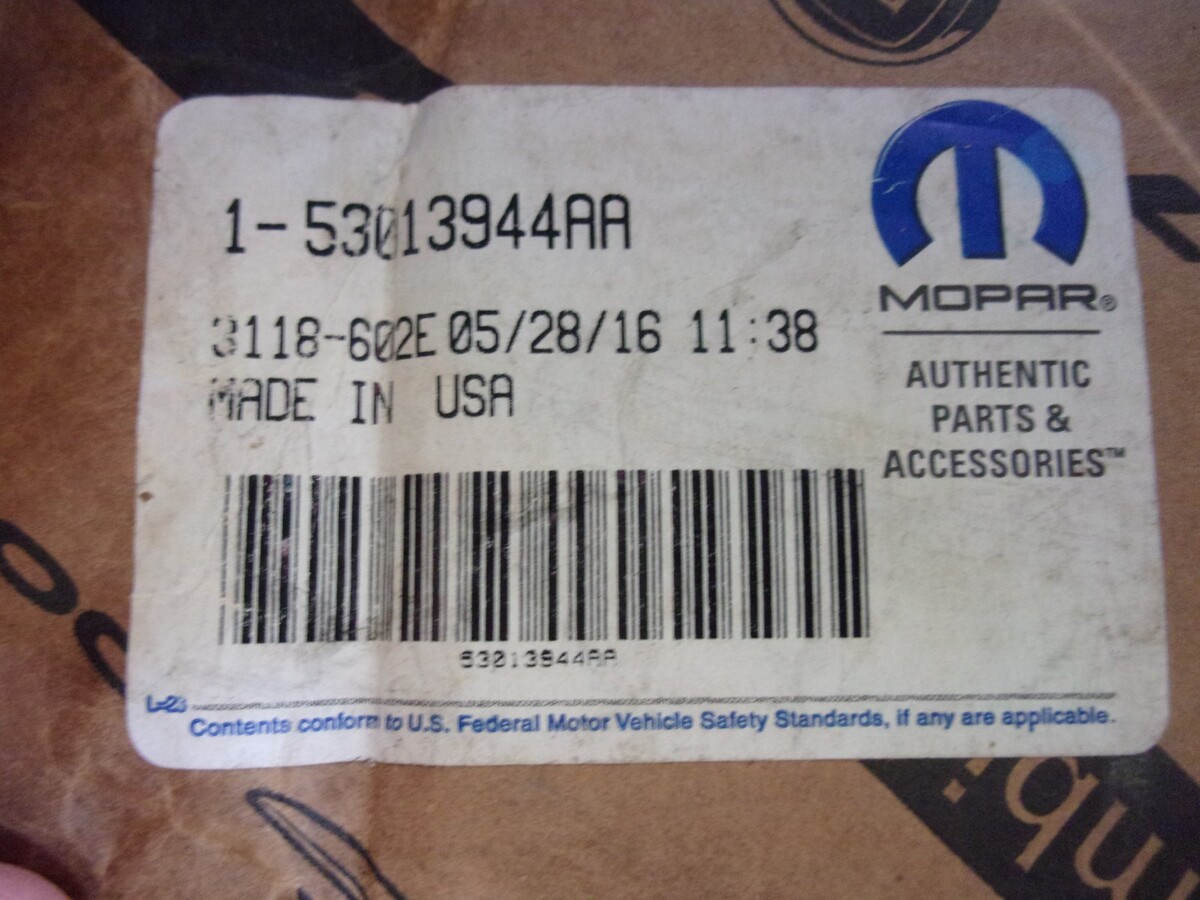 1-53013944AA
3118-602E 05/28/16 11:38
MADE IN USA
MOPAR®
AUTHENTIC
PARTS &
ACCESSORIES™
53013944AA
L-23
Contents conform to U.S. Federal Motor Vehicle Safety Standards, if any are applicable.